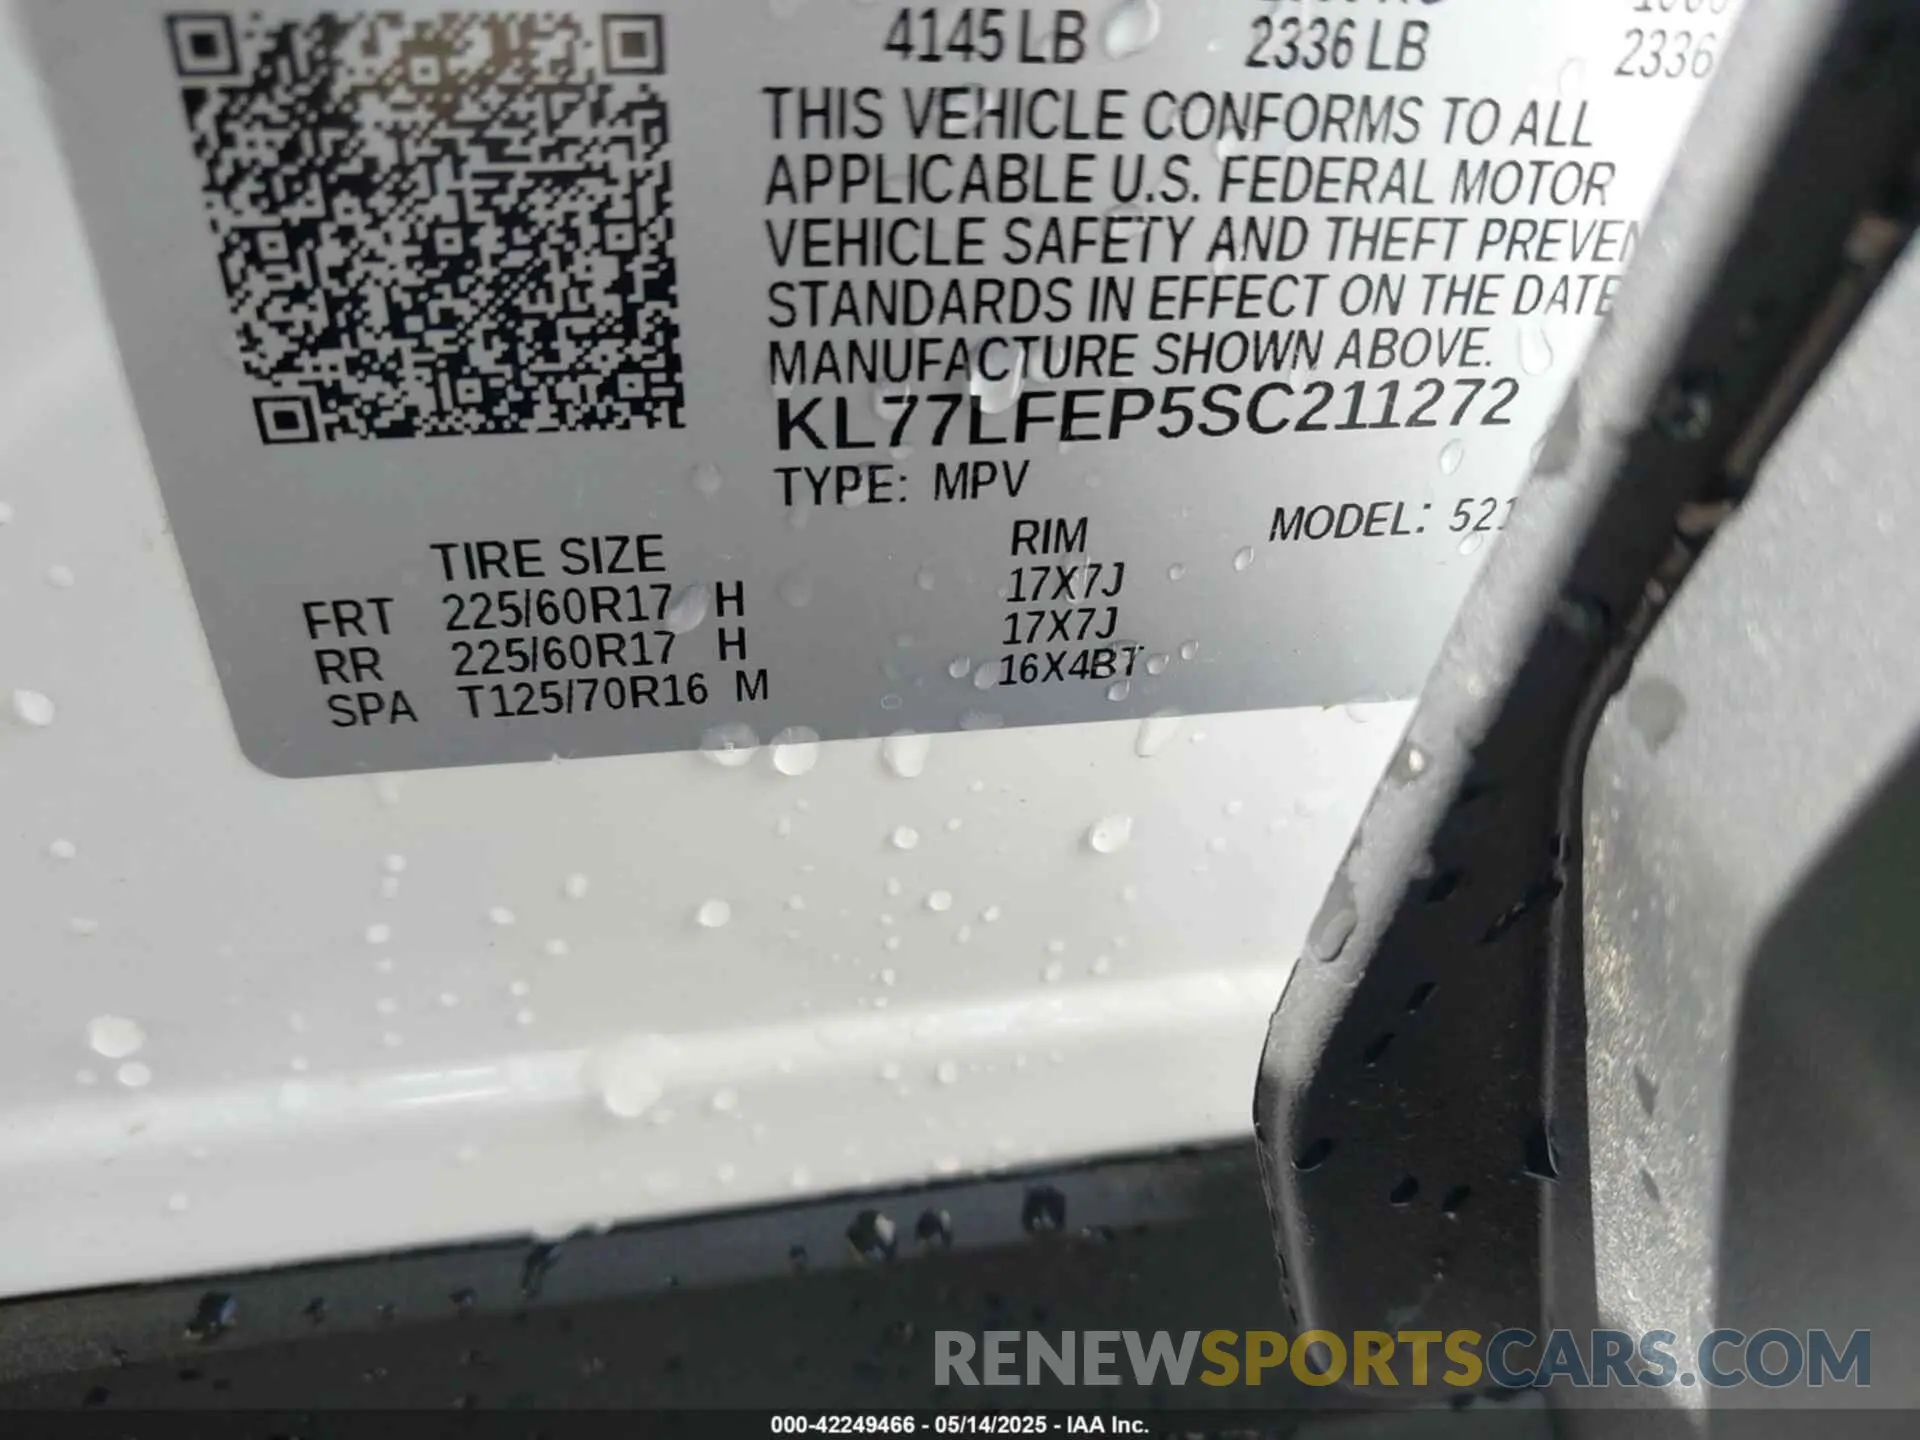 4145 LB 2336 LB 2336
THIS VEHICLE CONFORMS TO ALL
APPLICABLE U.S. FEDERAL MOTOR
VEHICLE SAFETY AND THEFT PREVEN
STANDARDS IN EFFECT ON THE DATE
MANUFACTURE SHOWN ABOVE.
KL77LFEP5SC211272
TYPE: MPV
MODEL: 521
TIRE SIZE RIM
FRT 225/60R17 H 17X7J
RR 225/60R17 H 17X7J
SPA T125/70R16 M 16X4BT
RENEWSPORTSCARS.COM
000-42249466 - 05/14/2025 - IAA Inc.